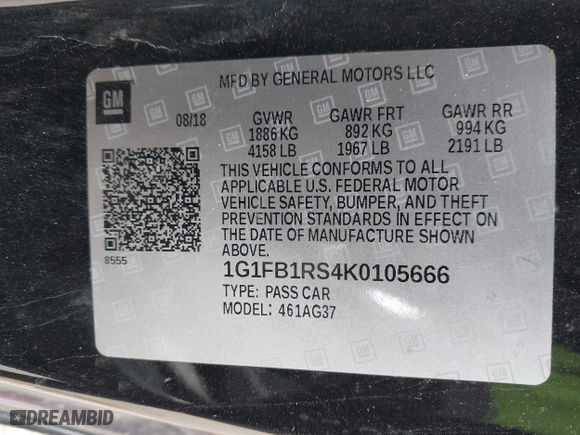 MFD BY GENERAL MOTORS LLC
GM
08/18 GVWR GAWR FRT GAWR RR
1886 KG 892 KG 994 KG
4158 LB 1967 LB 2191 LB
THIS VEHICLE CONFORMS TO ALL
APPLICABLE U.S. FEDERAL MOTOR
VEHICLE SAFETY, BUMPER, AND THEFT
PREVENTION STANDARDS IN EFFECT ON
THE DATE OF MANUFACTURE SHOWN
ABOVE.
8555
1G1FB1RS4K0105666
TYPE: PASS CAR
MODEL: 461AG37
DREAMBID